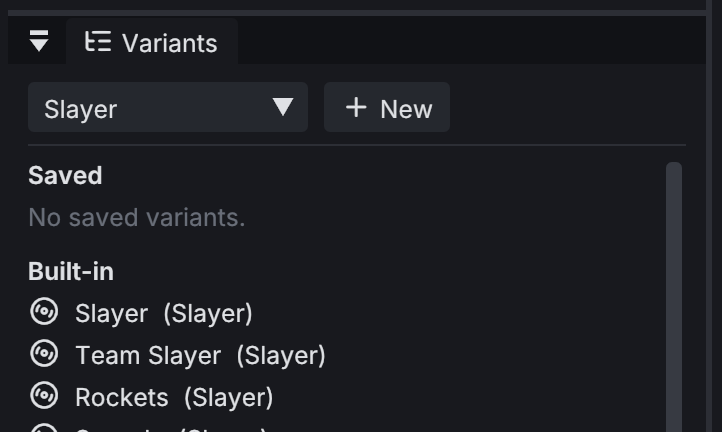 Variants
Slayer
New
Saved
No saved variants.
Built-in
Slayer (Slayer)
Team Slayer (Slayer)
Rockets (Slayer)